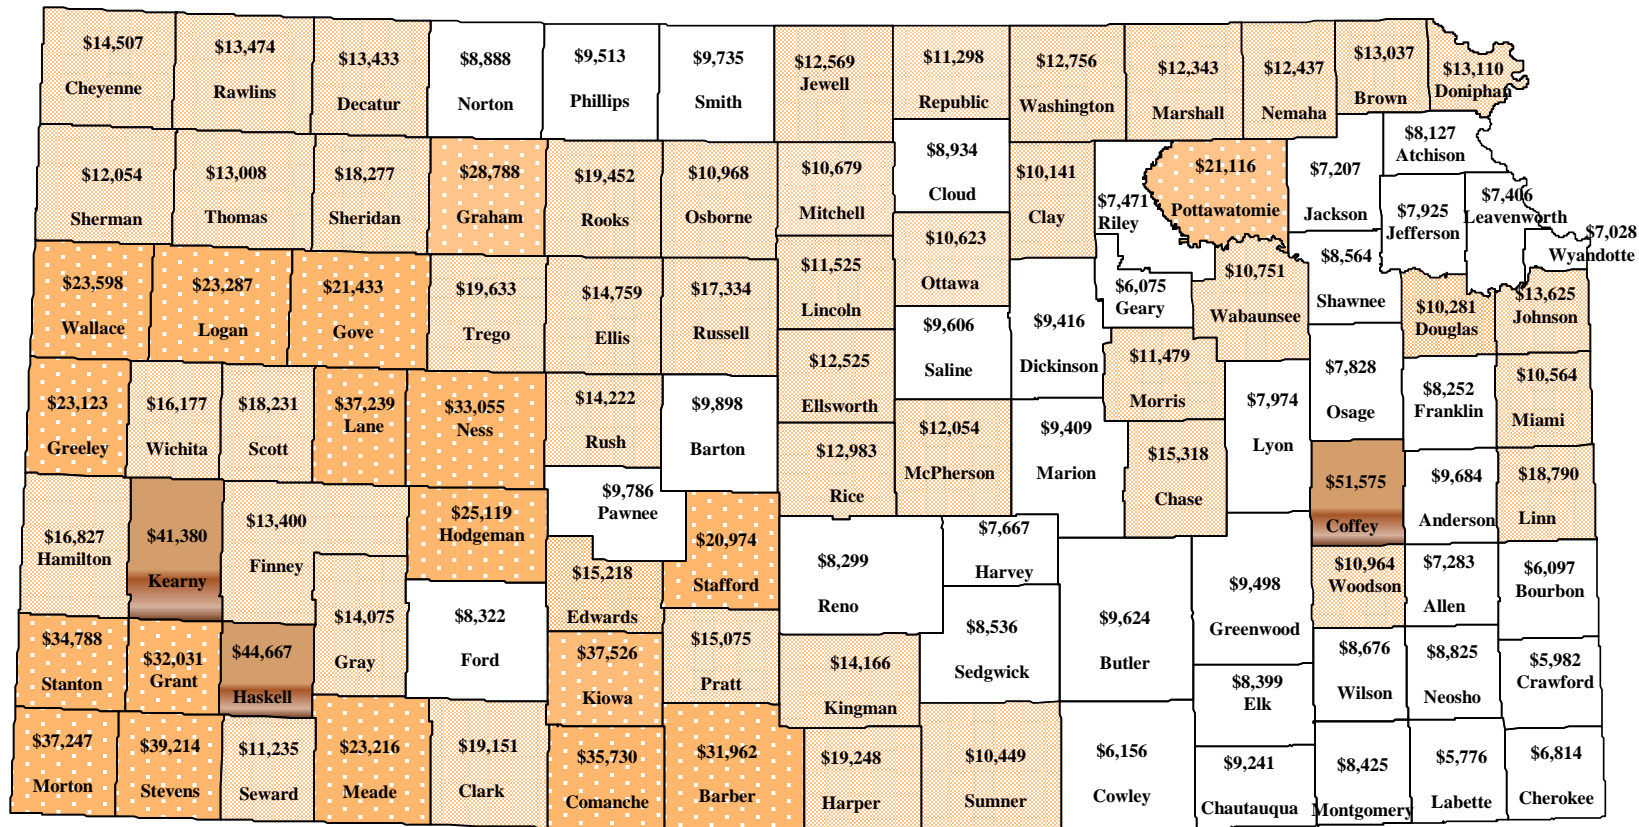 $14,507
Cheyenne
$13,474
Rawlins
$13,433
Decatur
$8,888
Norton
$9,513
Phillips
$9,735
Smith
$12,569
Jewell
$11,298
Republic
$12,756
Washington
$12,343
Marshall
$12,437
Nemaha
$13,037
Brown
$13,110
Doniphan
$12,054
Sherman
$13,008
Thomas
$18,277
Sheridan
$28,788
Graham
$19,452
Rooks
$10,968
Osborne
$10,679
Mitchell
$8,934
Cloud
$10,141
Clay
$7,471
Riley
$21,116
Pottawatomie
$7,207
Jackson
$8,127
Atchison
$7,925
Jefferson
$7,406
Leavenworth
$7,028
Wyandotte
$23,598
Wallace
$23,287
Logan
$21,433
Gove
$19,633
Trego
$14,759
Ellis
$17,334
Russell
$11,525
Lincoln
$10,623
Ottawa
$9,606
Saline
$9,416
Dickinson
$6,075
Geary
$10,751
Wabaunsee
$8,564
Shawnee
$10,281
Douglas
$13,625
Johnson
$23,123
Greeley
$16,177
Wichita
$18,231
Scott
$37,239
Lane
$33,055
Ness
$14,222
Rush
$9,898
Barton
$12,525
Ellsworth
$12,983
Rice
$12,054
McPherson
$9,409
Marion
$11,479
Morris
$15,318
Chase
$7,974
Lyon
$7,828
Osage
$8,252
Franklin
$10,564
Miami
$16,827
Hamilton
$41,380
Kearny
$13,400
Finney
$25,119
Hodgeman
$9,786
Pawnee
$20,974
Stafford
$8,299
Reno
$7,667
Harvey
$51,575
Coffey
$9,684
Anderson
$18,790
Linn
$34,788
Stanton
$32,031
Grant
$44,667
Haskell
$14,075
Gray
$8,322
Ford
$15,218
Edwards
$37,526
Kiowa
$15,075
Pratt
$14,166
Kingman
$8,536
Sedgwick
$9,624
Butler
$9,498
Greenwood
$10,964
Woodson
$7,283
Allen
$6,097
Bourbon
$8,399
Elk
$8,676
Wilson
$8,825
Neosho
$5,982
Crawford
$37,247
Morton
$39,214
Stevens
$11,235
Seward
$23,216
Meade
$19,151
Clark
$35,730
Comanche
$31,962
Barber
$19,248
Harper
$10,449
Sumner
$6,156
Cowley
$9,241
Chautauqua
$8,425
Montgomery
$5,776
Labette
$6,814
Cherokee